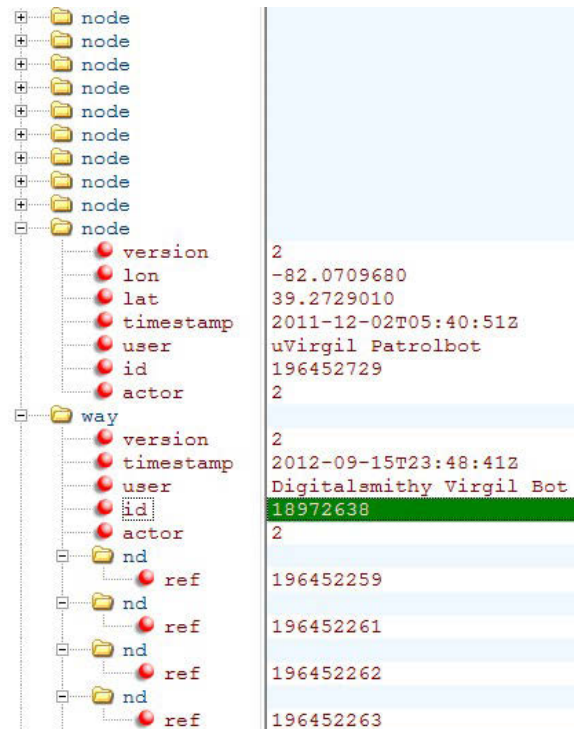 node
node
node
node
node
node
node
node
node
node
version 2
lon -82.0709680
lat 39.2729010
timestamp 2011-12-02T05:40:51Z
user uVirgil Patrolbot
id 196452729
actor 2
way
version 2
timestamp 2012-09-15T23:48:41Z
user Digitalsmithy Virgil Bot
id 18972638
actor 2
nd
ref 196452259
nd
ref 196452261
nd
ref 196452262
nd
ref 196452263